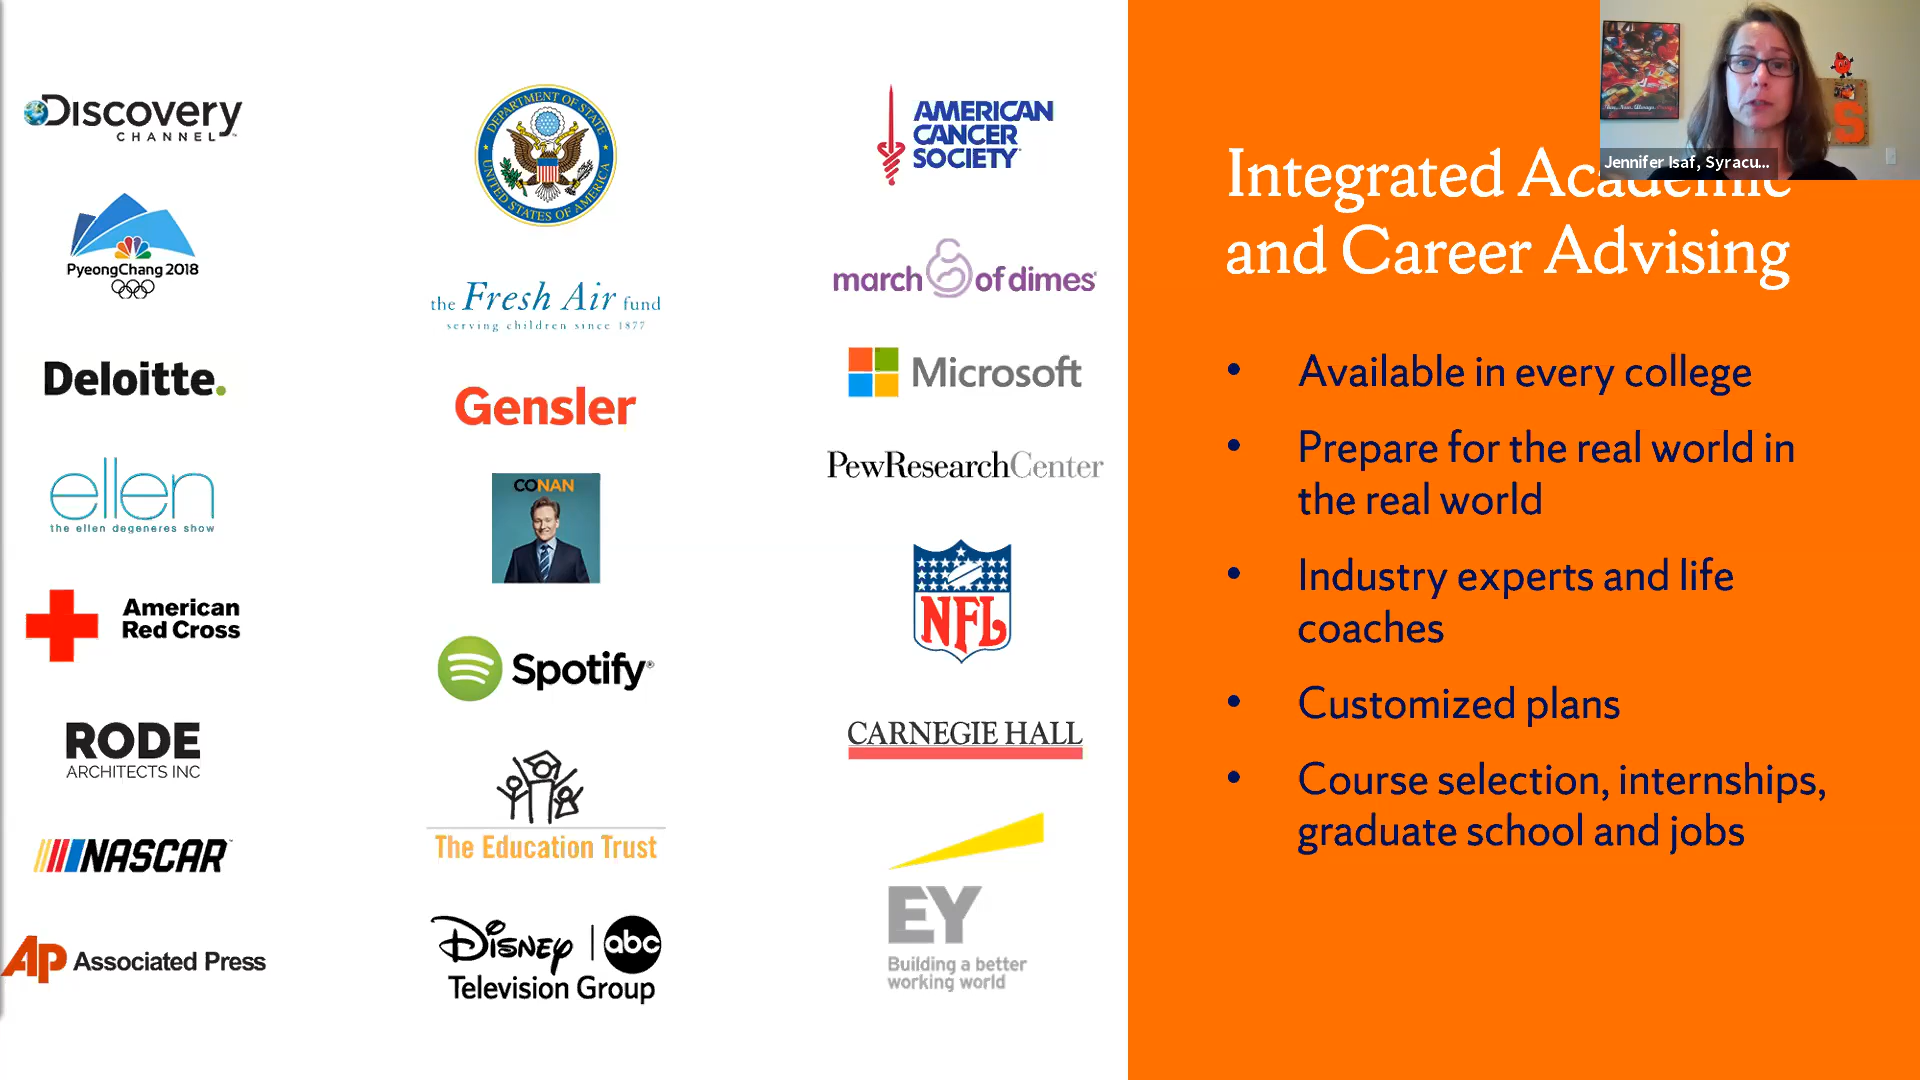 Discovery
CHANNEL
PyeongChang 2018
Deloitte.
ellen
the ellen degeneres show
American
Red Cross
RODE
ARCHITECTS INC
NASCAR
AP Associated Press
DEPARTMENT OF STATE
UNITED STATES OF AMERICA
the Fresh Air fund
serving children since 1877
Gensler
CONAN
Spotify®
The Education Trust
Disney | abc
Television Group
AMERICAN
CANCER
SOCIETY
march of dimes®
Microsoft
PewResearchCenter
NFL
CARNEGIE HALL
EY
Building a better
working world
Jennifer Isaf, Syracu...
S
Integrated Academic
and Career Advising
• Available in every college
• Prepare for the real world in
the real world
• Industry experts and life
coaches
• Customized plans
• Course selection, internships,
graduate school and jobs